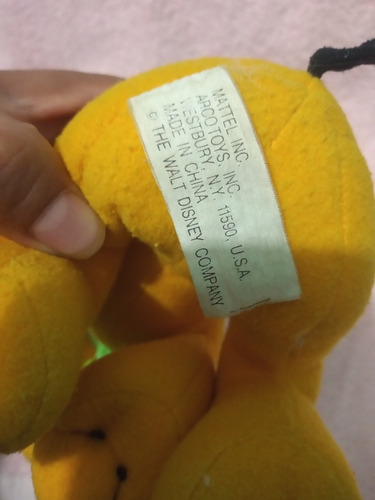 MATTEL INC.
ARCOTOYS, INC.
WESTBURY, N.Y. 11590, U.S.A.
MADE IN CHINA
© THE WALT DISNEY COMPANY